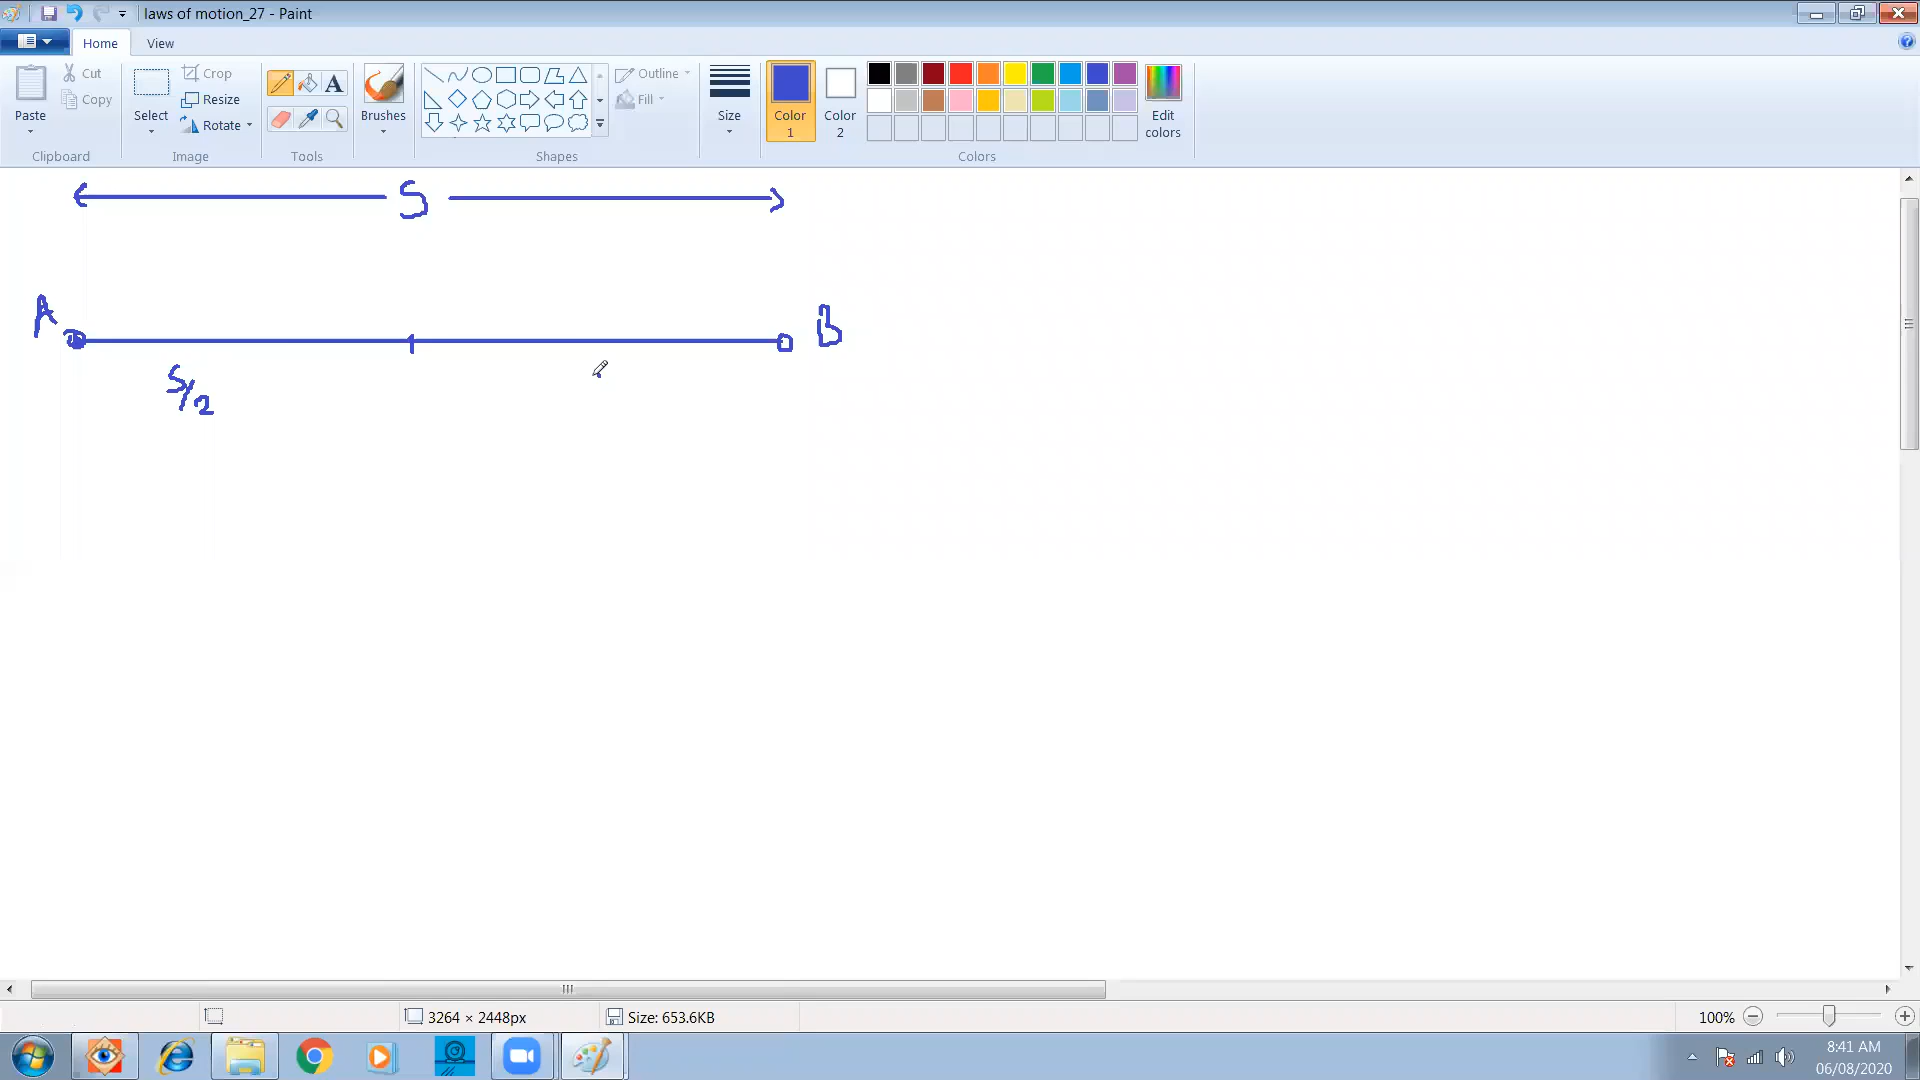 laws of motion_27 - Paint
Home View
Paste
Cut
Copy
Clipboard
Select
Crop
Resize
Rotate
Image
A
Tools
Brushes
Shapes
Outline
Fill
Size
Color 1
Color 2
Edit colors
Colors
S
A
B
S/2
3264 × 2448px
Size: 653.6KB
100%
8:41 AM
06/08/2020